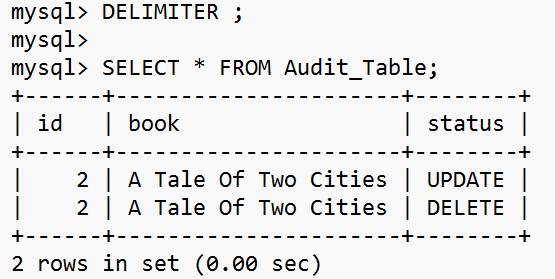 mysql> DELIMITER ;
mysql>
mysql> SELECT * FROM Audit_Table;
+------+----------------------+--------+
| id   | book                 | status |
+------+----------------------+--------+
|    2 | A Tale Of Two Cities | UPDATE |
|    2 | A Tale Of Two Cities | DELETE |
+------+----------------------+--------+
2 rows in set (0.00 sec)